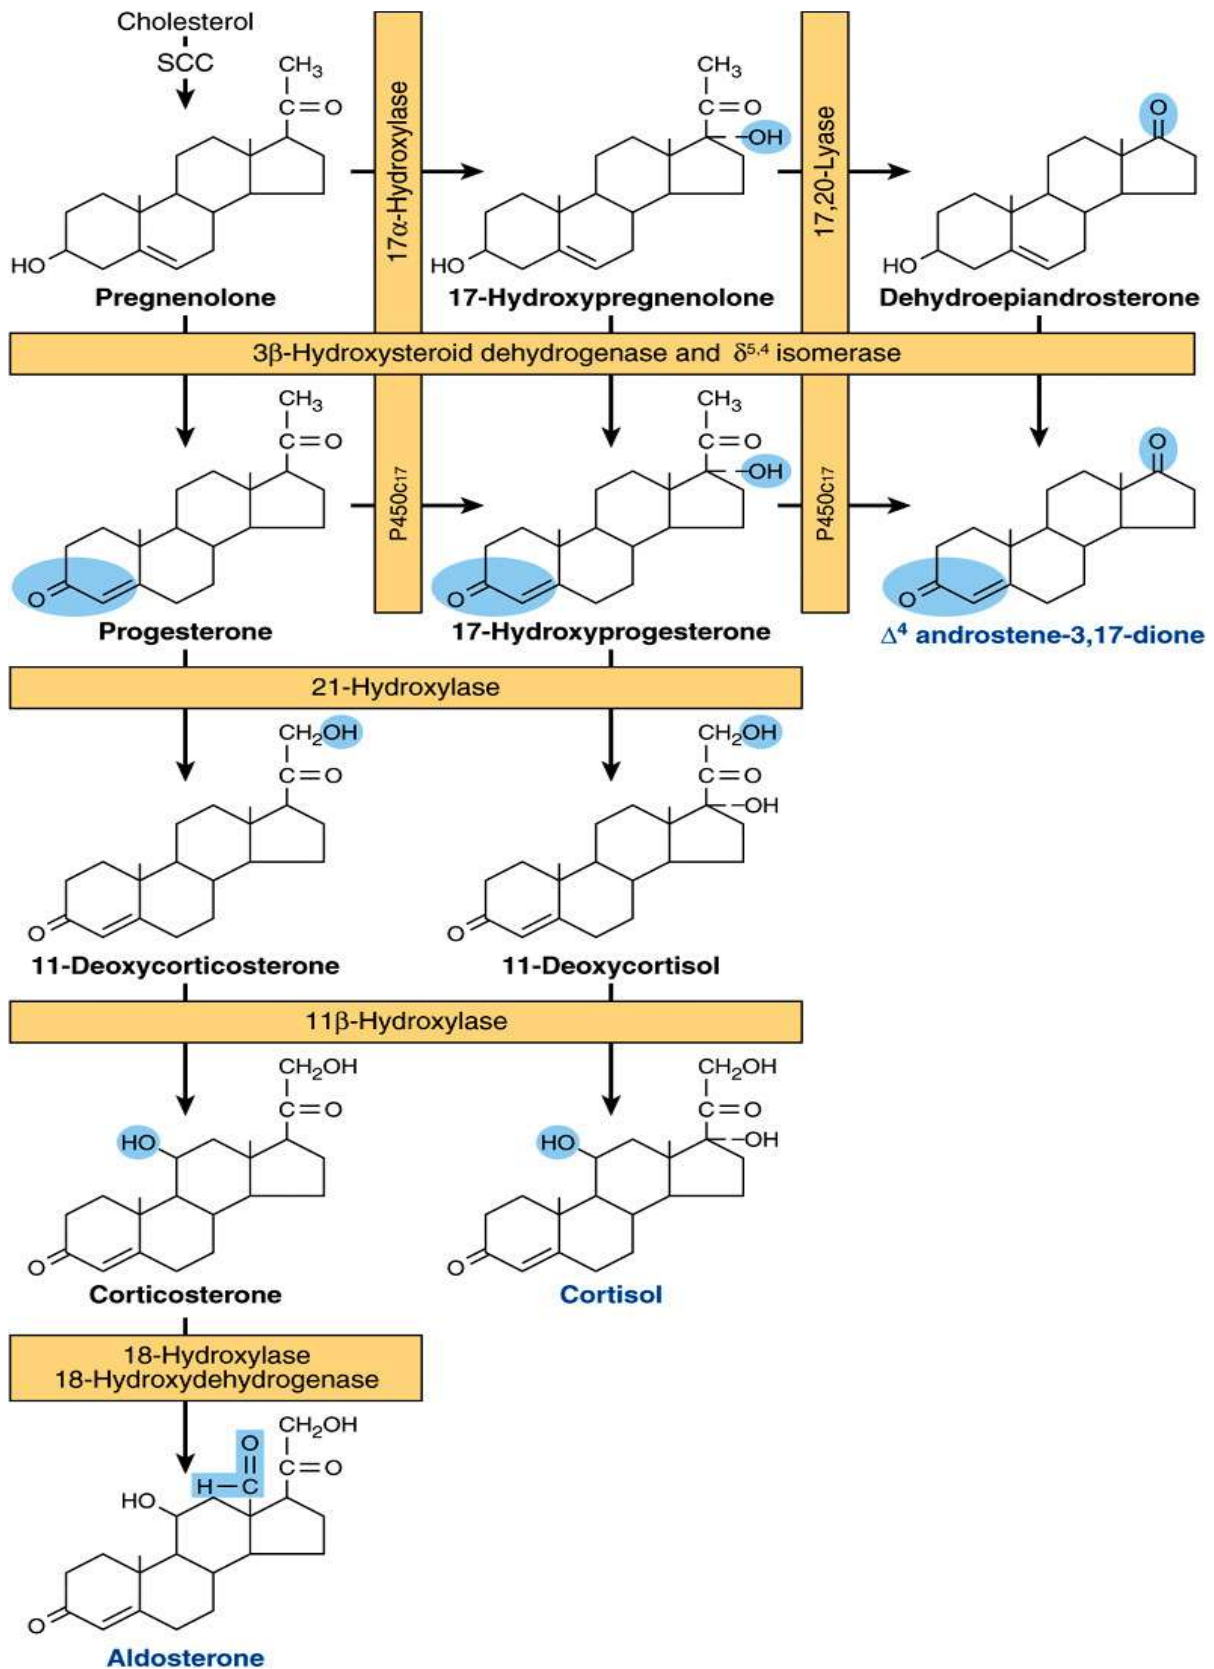 Cholesterol
SCC
CH₃
C=O
HO
Pregnenolone
17α-Hydroxylase
CH₃
C=O
OH
HO
17-Hydroxypregnenolone
17,20-Lyase
O
HO
Dehydroepiandrosterone
3β-Hydroxysteroid dehydrogenase and δ⁵,⁴ isomerase
CH₃
C=O
O
Progesterone
P450c17
CH₃
C=O
OH
O
17-Hydroxyprogesterone
P450c17
O
O
Δ⁴ androstene-3,17-dione
21-Hydroxylase
CH₂OH
C=O
O
11-Deoxycorticosterone
CH₂OH
C=O
OH
O
11-Deoxycortisol
11β-Hydroxylase
CH₂OH
C=O
HO
O
Corticosterone
CH₂OH
C=O
HO
OH
O
Cortisol
18-Hydroxylase
18-Hydroxydehydrogenase
CH₂OH
O
C=O
H—C
HO
O
Aldosterone